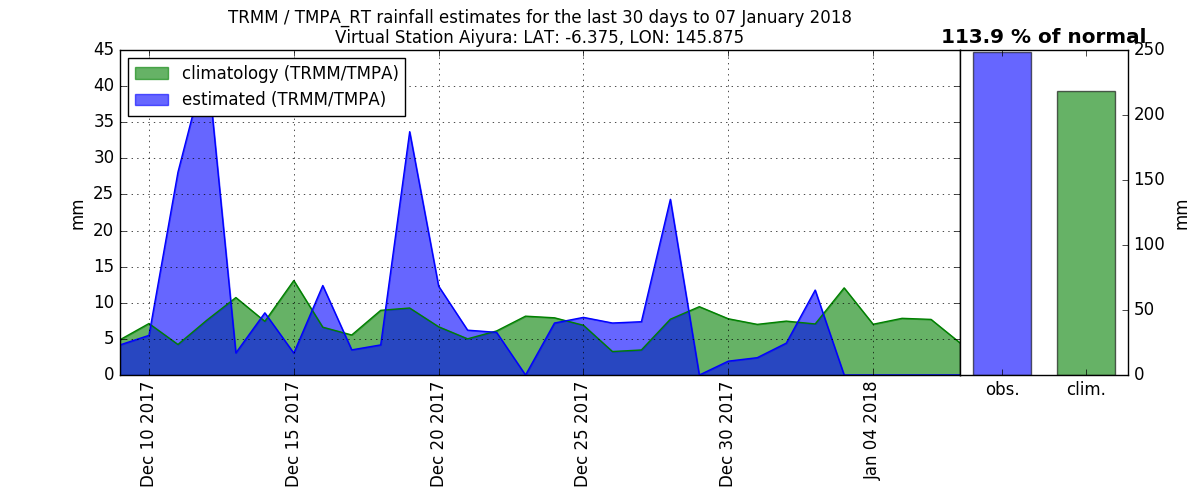 TRMM / TMPA_RT rainfall estimates for the last 30 days to 07 January 2018
Virtual Station Aiyura: LAT: -6.375, LON: 145.875
113.9 % of normal
climatology (TRMM/TMPA)
estimated (TRMM/TMPA)
45
40
35
30
25
20
15
10
5
0
mm
Dec 10 2017
Dec 15 2017
Dec 20 2017
Dec 25 2017
Dec 30 2017
Jan 04 2018
250
200
150
100
50
0
mm
obs.
clim.